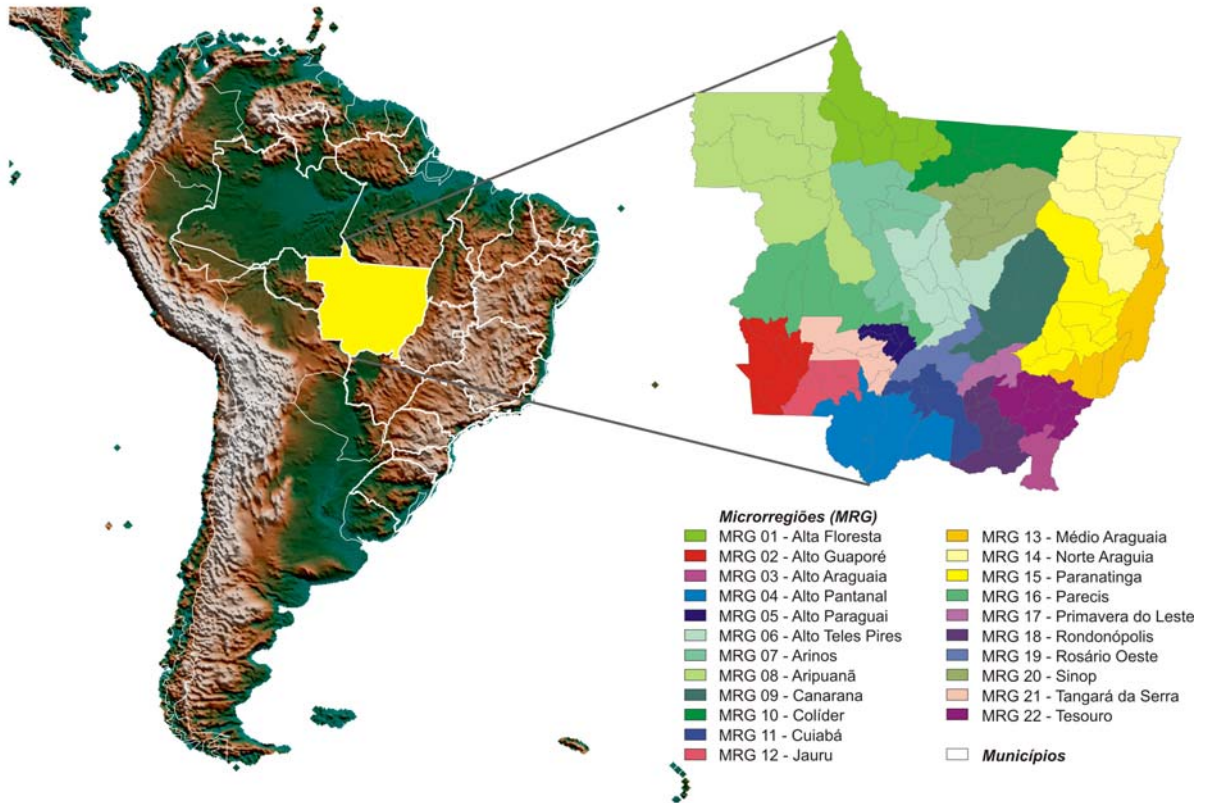 Microrregiões (MRG)
MRG 01 - Alta Floresta
MRG 02 - Alto Guaporé
MRG 03 - Alto Araguaia
MRG 04 - Alto Pantanal
MRG 05 - Alto Paraguai
MRG 06 - Alto Teles Pires
MRG 07 - Arinos
MRG 08 - Aripuanã
MRG 09 - Canarana
MRG 10 - Colíder
MRG 11 - Cuiabá
MRG 12 - Jauru
MRG 13 - Médio Araguaia
MRG 14 - Norte Araguia
MRG 15 - Paranatinga
MRG 16 - Parecis
MRG 17 - Primavera do Leste
MRG 18 - Rondonópolis
MRG 19 - Rosário Oeste
MRG 20 - Sinop
MRG 21 - Tangará da Serra
MRG 22 - Tesouro
Municípios